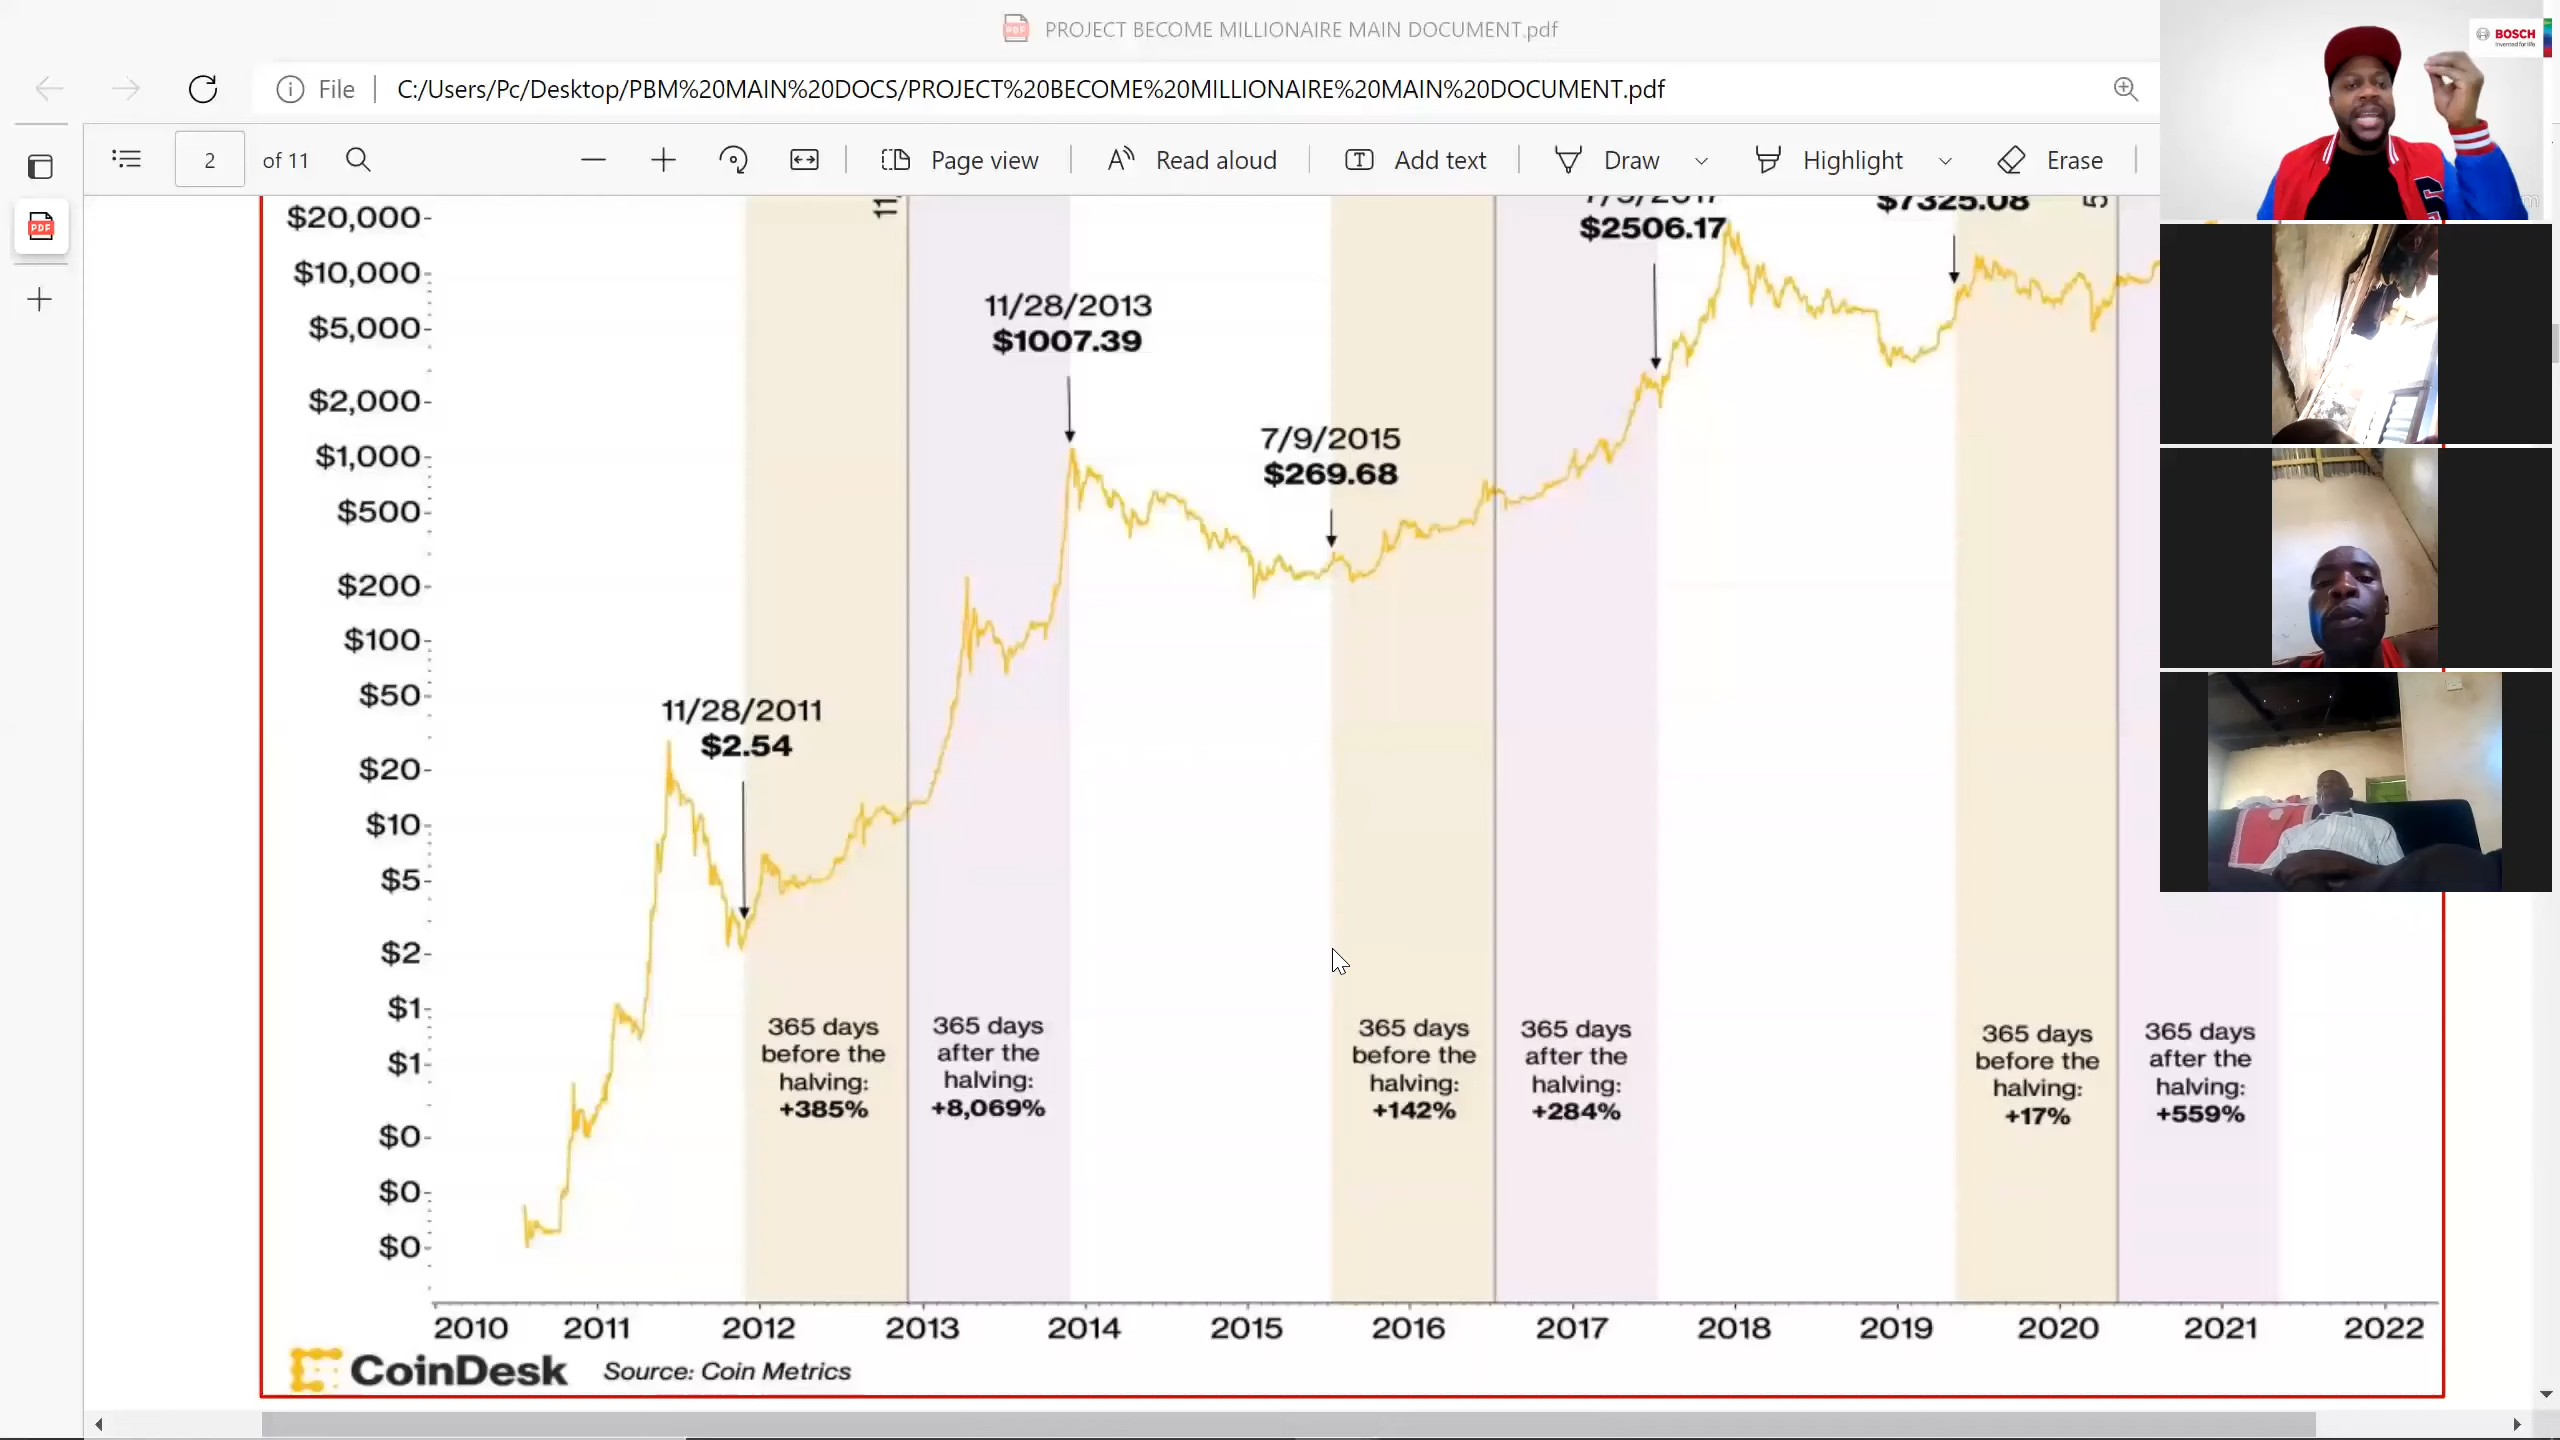 PROJECT BECOME MILLIONAIRE MAIN DOCUMENT.pdf
File
C:/Users/Pc/Desktop/PBM%20MAIN%20DOCS/PROJECT%20BECOME%20MILLIONAIRE%20MAIN%20DOCUMENT.pdf
BOSCH
Invented for life
2 of 11
Page view
Read aloud
Add text
Draw
Highlight
Erase
PDF
$20,000
$10,000
$5,000
$2,000
$1,000
$500
$200
$100
$50
$20
$10
$5
$2
$1
$1
$0
$0
$0
11/28/2011
$2.54
11/28/2013
$1007.39
7/9/2015
$269.68
$2506.17
$7325.08
365 days
before the
halving:
+385%
365 days
after the
halving:
+8,069%
365 days
before the
halving:
+142%
365 days
after the
halving:
+284%
365 days
before the
halving:
+17%
365 days
after the
halving:
+559%
2010 2011 2012 2013 2014 2015 2016 2017 2018 2019 2020 2021 2022
CoinDesk
Source: Coin Metrics